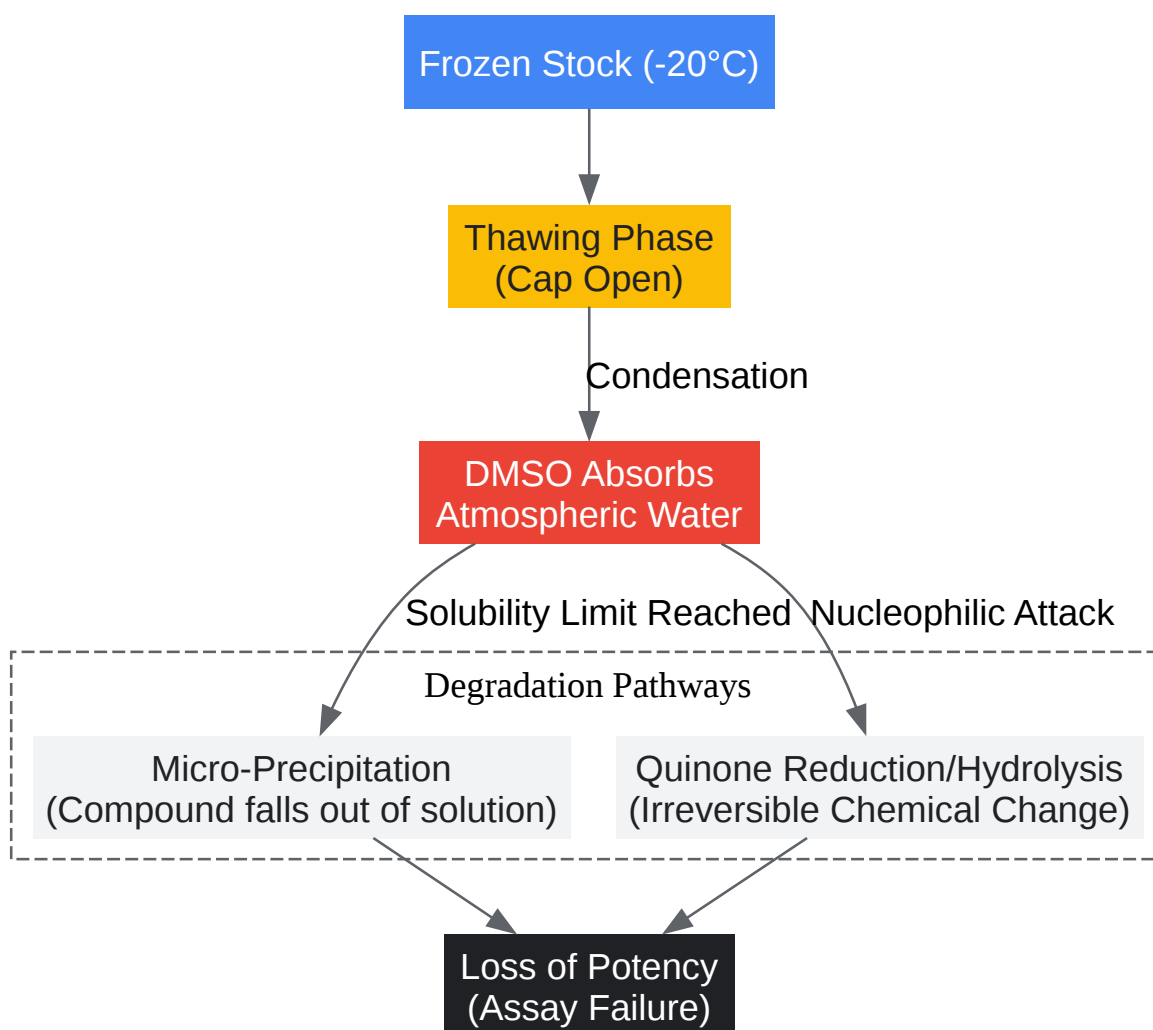 Frozen Stock (-20°C)
Thawing Phase
(Cap Open)
Condensation
DMSO Absorbs
Atmospheric Water
Solubility Limit Reached
Nucleophilic Attack
Degradation Pathways
Micro-Precipitation
(Compound falls out of solution)
Quinone Reduction/Hydrolysis
(Irreversible Chemical Change)
Loss of Potency
(Assay Failure)